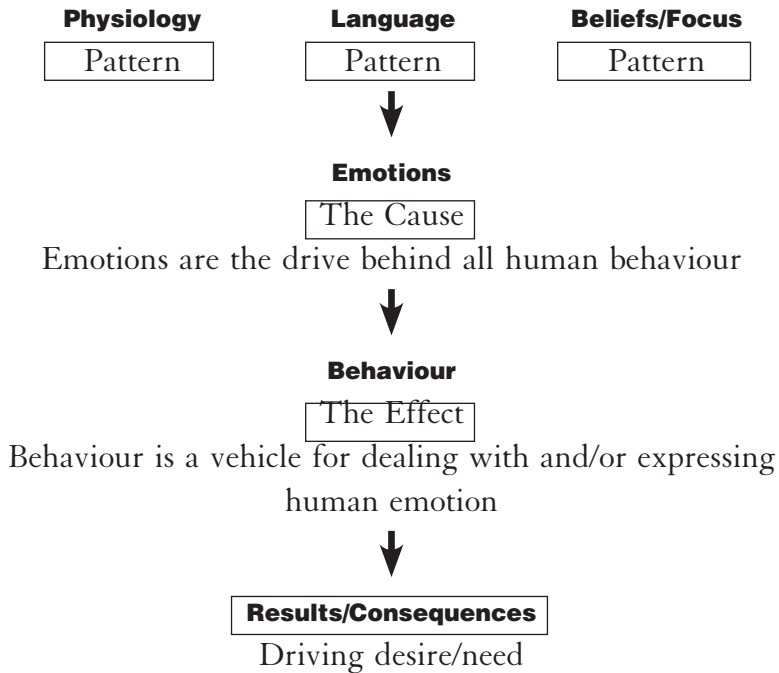 Physiology Language Beliefs/Focus
Pattern Pattern Pattern
Emotions
The Cause
Emotions are the drive behind all human behaviour
Behaviour
The Effect
Behaviour is a vehicle for dealing with and/or expressing
human emotion
Results/Consequences
Driving desire/need